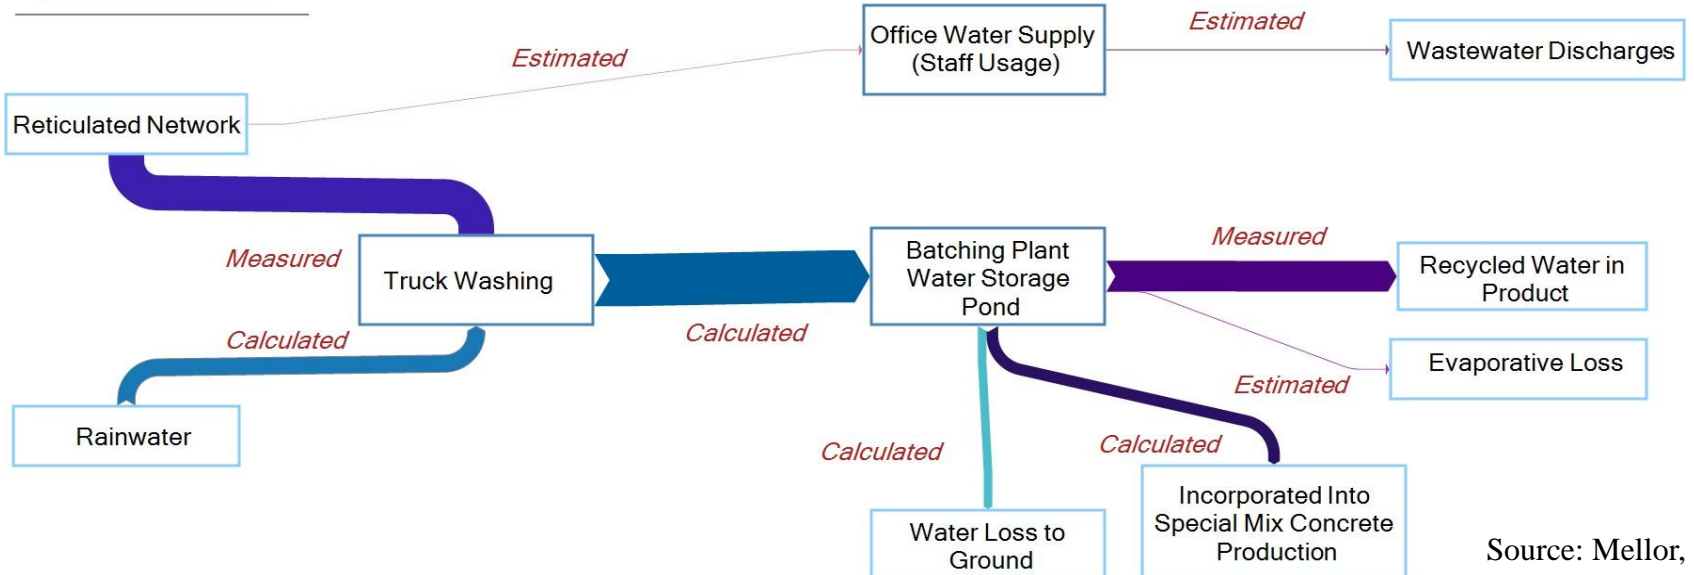 Estimated
Office Water Supply
(Staff Usage)
Estimated
Wastewater Discharges
Reticulated Network
Measured
Truck Washing
Calculated
Batching Plant
Water Storage
Pond
Measured
Recycled Water in
Product
Calculated
Rainwater
Estimated
Evaporative Loss
Calculated
Water Loss to
Ground
Calculated
Incorporated Into
Special Mix Concrete
Production
Source: Mellor,